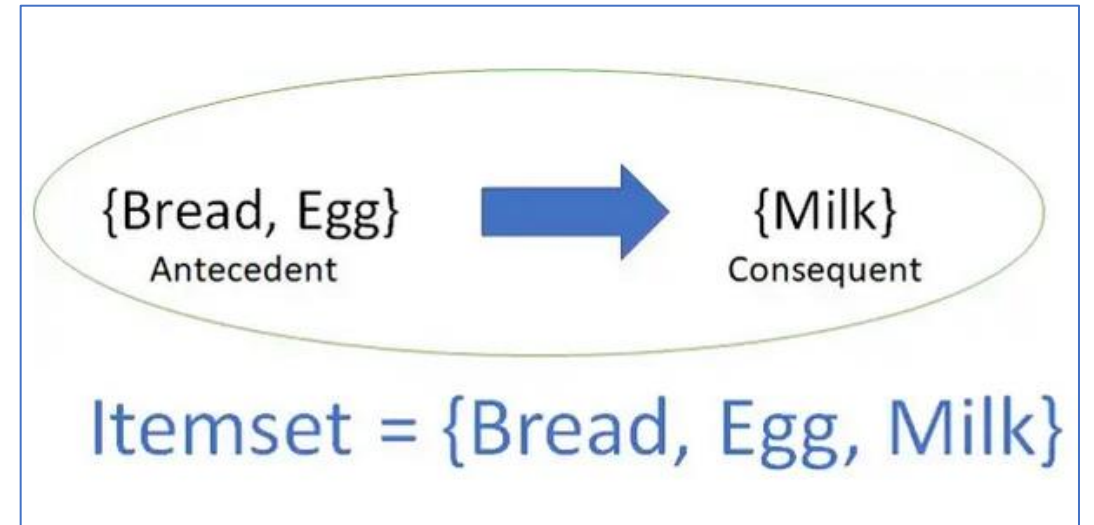 {Bread, Egg} {Milk}
Antecedent Consequent
Itemset = {Bread, Egg, Milk}